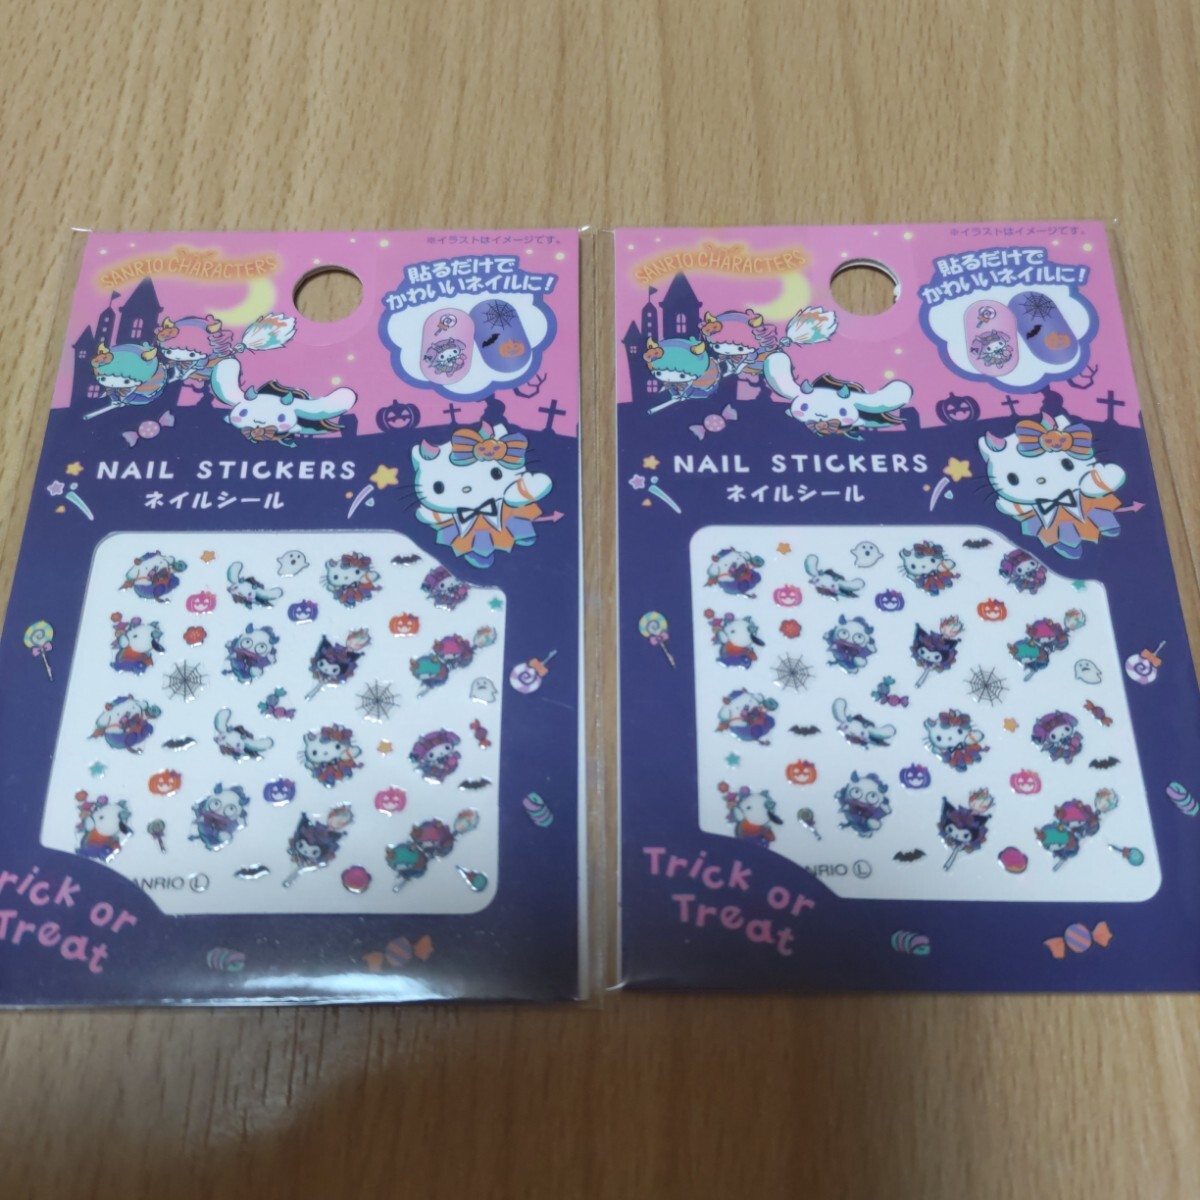 ※イラストはイメージです。
SANRIO CHARACTERS
貼るだけで
かわいいネイルに!
NAIL STICKERS
ネイルシール
ANRIO Ⓛ
rick or
Treat
※イラストはイメージです。
SANRIO CHARACTERS
貼るだけで
かわいいネイルに!
NAIL STICKERS
ネイルシール
NRIO Ⓛ
Trick or
Treat